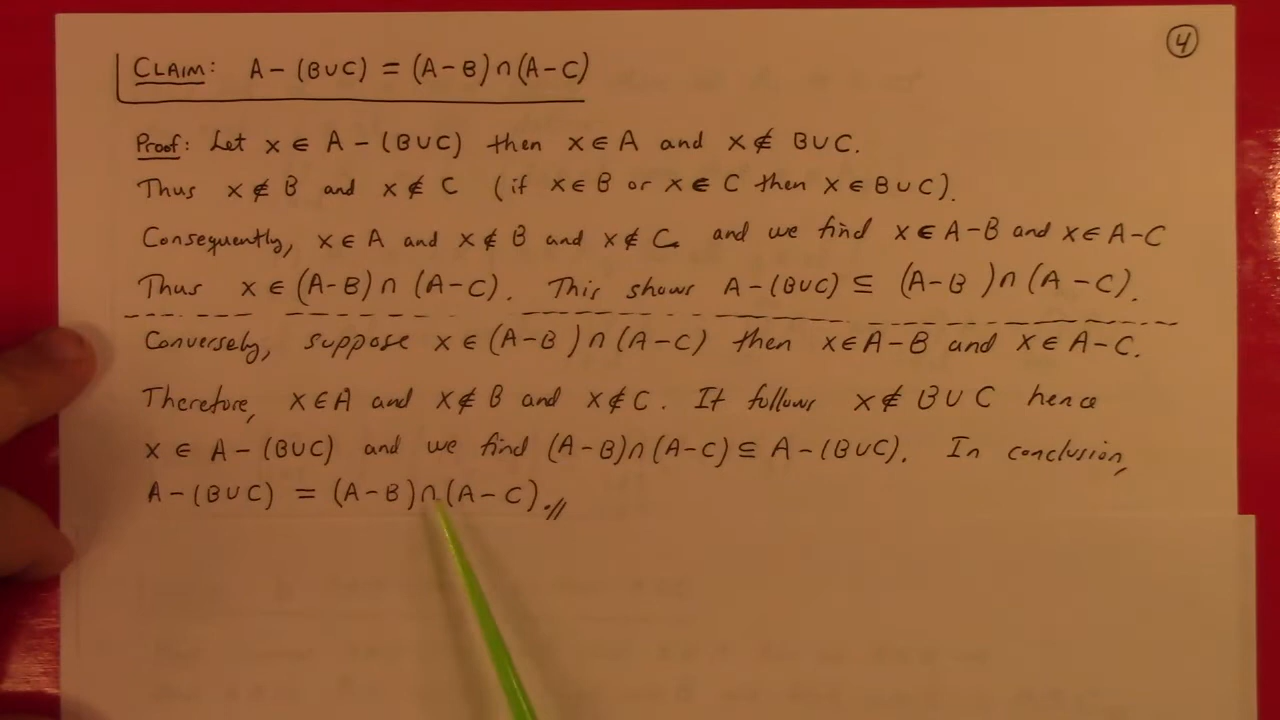 4
CLAIM: A-(B∪C) = (A-B)∩(A-C)
Proof: Let x ∈ A-(B∪C) then x ∈ A and x ∉ B∪C.
Thus x ∉ B and x ∉ C (if x ∈ B or x ∈ C then x ∈ B∪C).
Consequently, x ∈ A and x ∉ B and x ∉ C and we find x ∈ A-B and x ∈ A-C
Thus x ∈ (A-B)∩(A-C). This shows A-(B∪C) ⊆ (A-B)∩(A-C).
Conversely, suppose x ∈ (A-B)∩(A-C) then x ∈ A-B and x ∈ A-C.
Therefore, x ∈ A and x ∉ B and x ∉ C. It follows x ∉ B∪C hence
x ∈ A-(B∪C) and we find (A-B)∩(A-C) ⊆ A-(B∪C). In conclusion,
A-(B∪C) = (A-B)∩(A-C).//